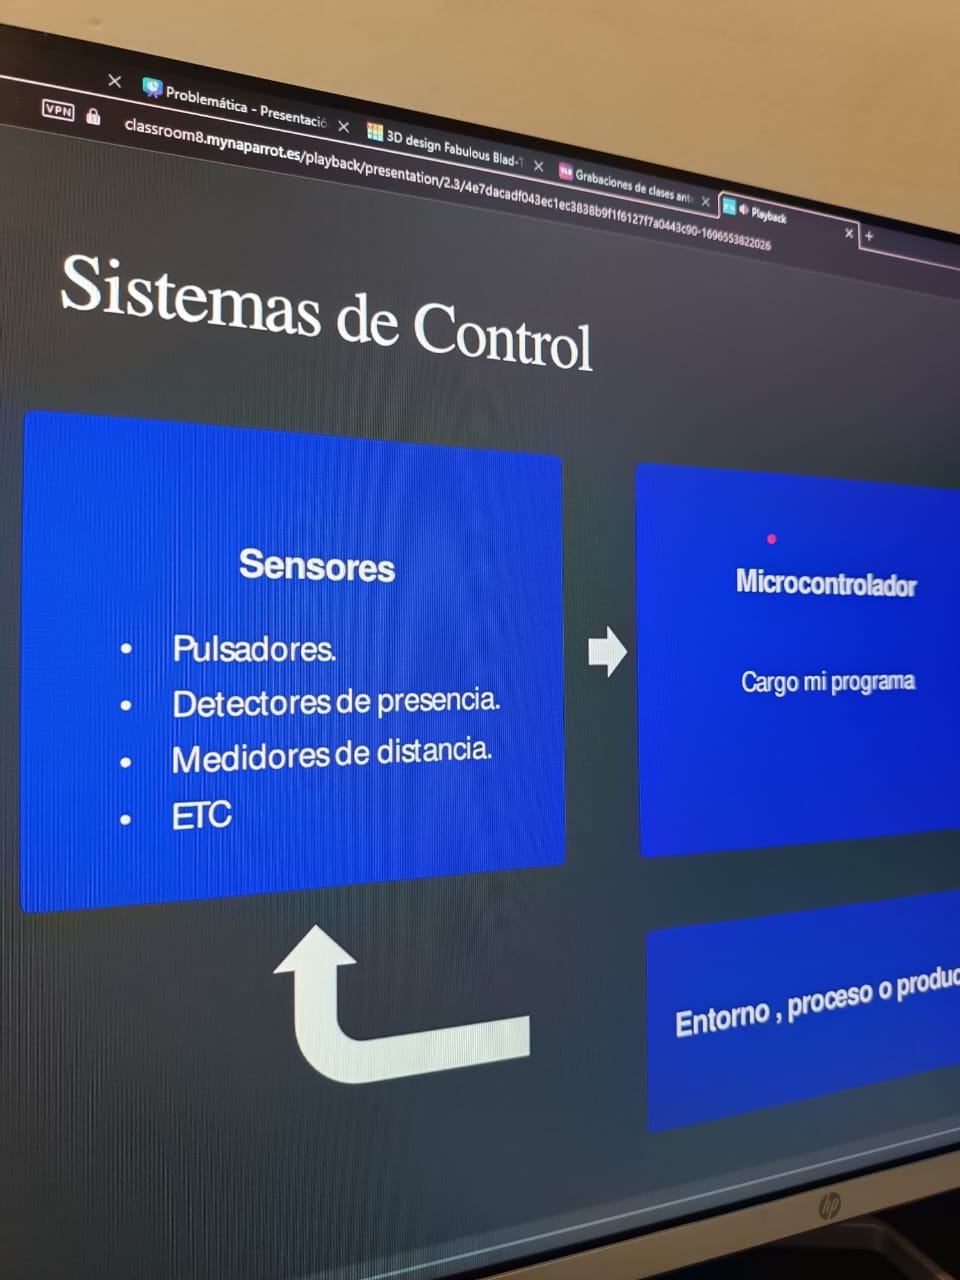 Problemática - Presentació
3D design Fabulous Blad-T
Grabaciones de clases ant
Playback
VPN
classroom8.mynaparrot.es/playback/presentation/2.3/4e7dacadf043ec1ec3838b9f1f6127f7a0443c90-1696553822026
Sistemas de Control
Sensores
• Pulsadores.
• Detectores de presencia.
• Medidores de distancia.
• ETC
Microcontrolador
Cargo mi programa
Entorno , proceso o produc
hp